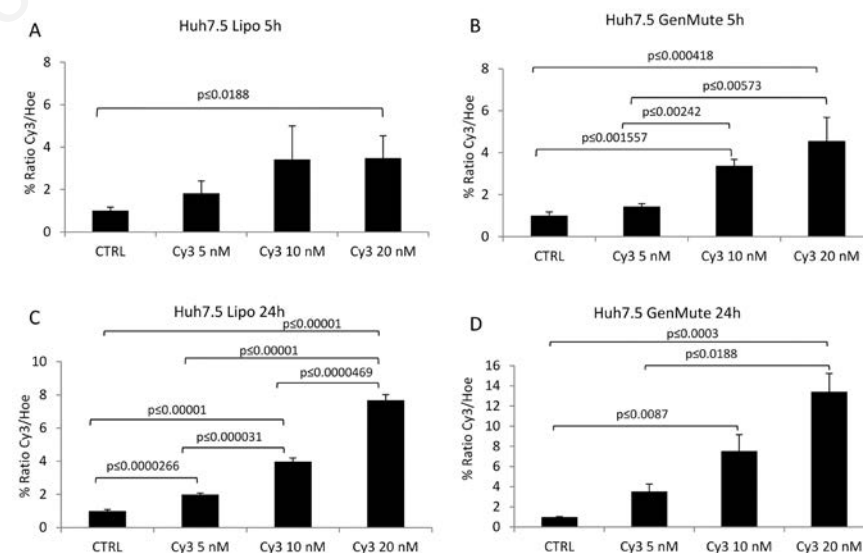 A
Huh7.5 Lipo 5h
% Ratio Cy3/Hoe
8
6
4
2
0
p≤0.0188
CTRL Cy3 5 nM Cy3 10 nM Cy3 20 nM
B
Huh7.5 GenMute 5h
% Ratio Cy3/Hoe
8
6
4
2
0
p≤0.000418
p≤0.00573
p≤0.00242
p≤0.001557
CTRL Cy3 5 nM Cy3 10 nM Cy3 20 nM
C
Huh7.5 Lipo 24h
% Ratio Cy3/Hoe
10
8
6
4
2
0
p≤0.00001
p≤0.00001
p≤0.0000469
p≤0.00001
p≤0.000031
p≤0.0000266
CTRL Cy3 5 nM Cy3 10 nM Cy3 20 nM
D
Huh7.5 GenMute 24h
% Ratio Cy3/Hoe
16
14
12
10
8
6
4
2
0
p≤0.0003
p≤0.0188
p≤0.0087
CTRL Cy3 5 nM Cy3 10 nM Cy3 20 nM